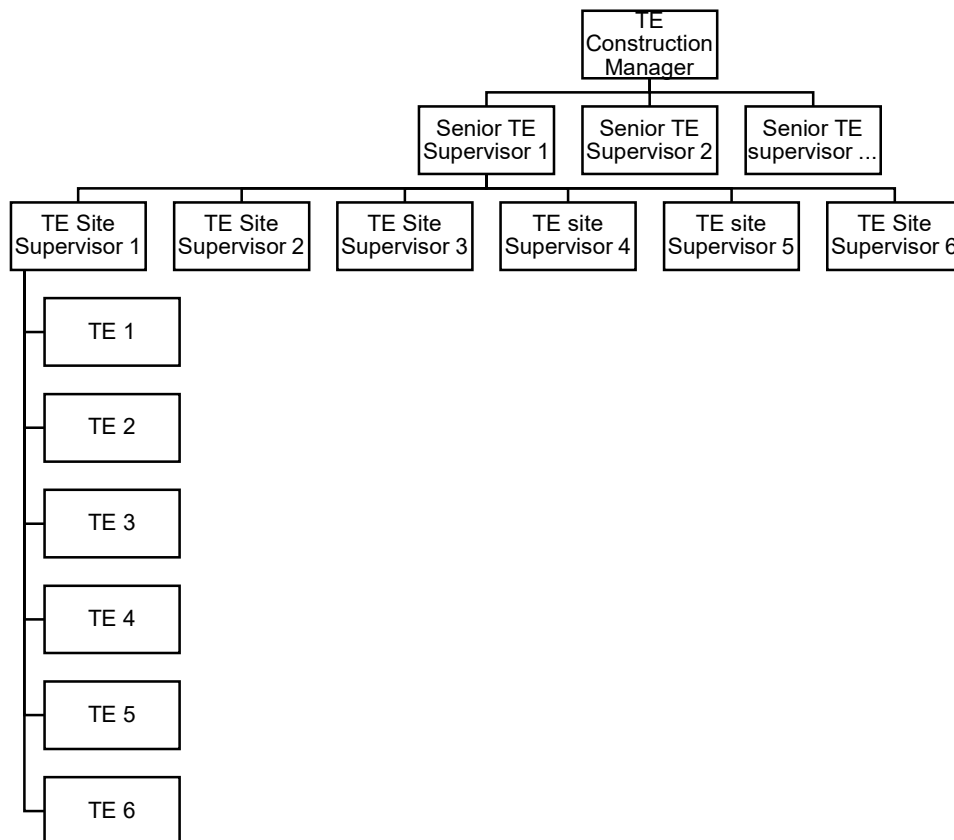 TE
Construction
Manager
Senior TE
Supervisor 1
Senior TE
Supervisor 2
Senior TE
supervisor ...
TE Site
Supervisor 1
TE Site
Supervisor 2
TE Site
Supervisor 3
TE site
Supervisor 4
TE site
Supervisor 5
TE Site
Supervisor 6
TE 1
TE 2
TE 3
TE 4
TE 5
TE 6